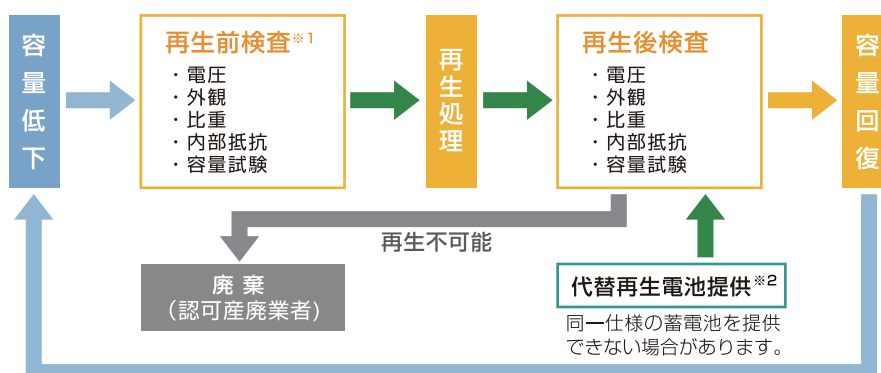 容量低下
再生前検査※1
・電圧
・外観
・比重
・内部抵抗
・容量試験
再生処理
再生後検査
・電圧
・外観
・比重
・内部抵抗
・容量試験
容量回復
再生不可能
廃棄
（認可産廃業者）
代替再生電池提供※2
同一仕様の蓄電池を提供
できない場合があります。